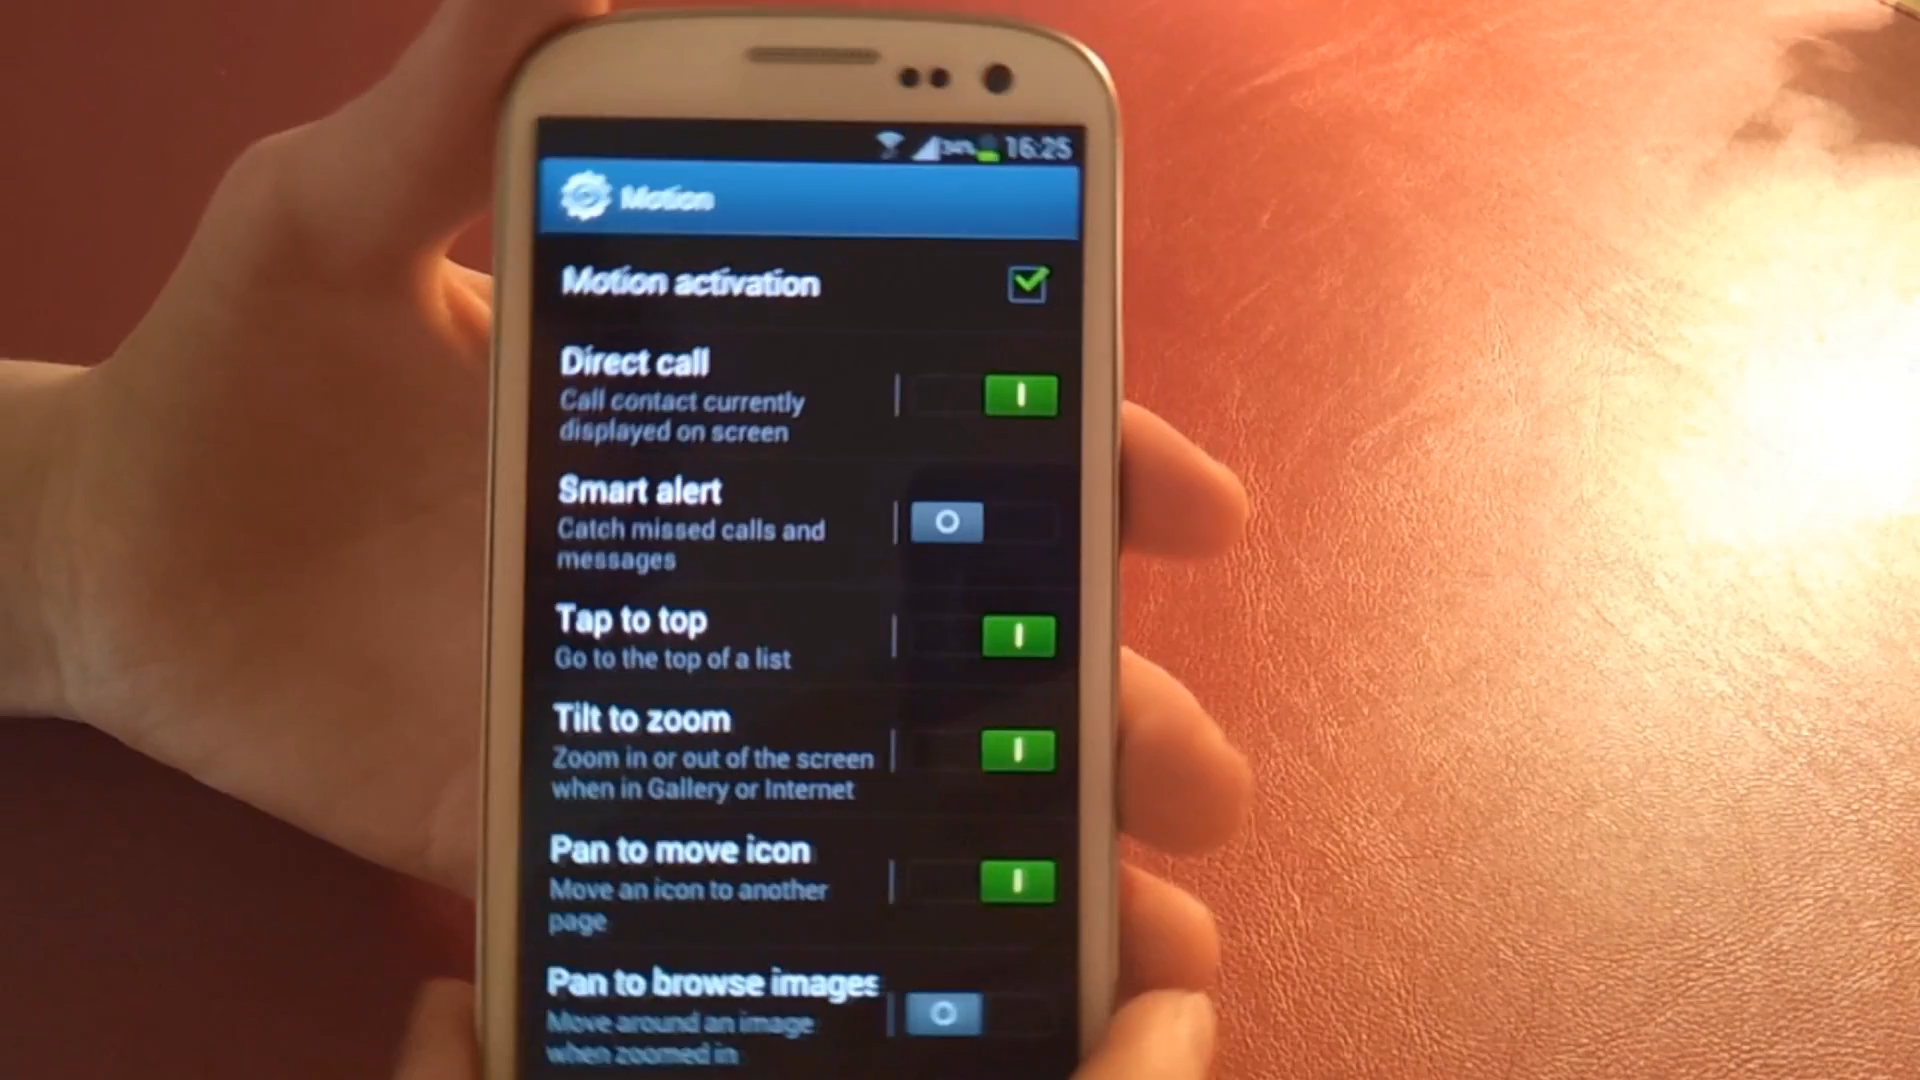 34% 16:25
Motion
Motion activation
Direct call
Call contact currently
displayed on screen
Smart alert
Catch missed calls and
messages
Tap to top
Go to the top of a list
Tilt to zoom
Zoom in or out of the screen
when in Gallery or Internet
Pan to move icon
Move an icon to another
page
Pan to browse images
Move around an image
when zoomed in